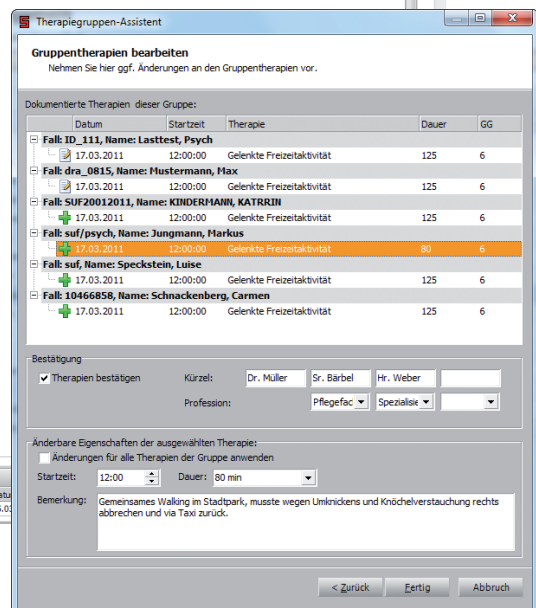 Therapiegruppen-Assistent
Gruppentherapien bearbeiten
Nehmen Sie hier ggf. Änderungen an den Gruppentherapien vor.
Dokumentierte Therapien dieser Gruppe:
Datum Startzeit Therapie Dauer GG
Fall: ID_111, Name: Lasttest, Psych
17.03.2011 12:00:00 Gelenkte Freizeitaktivität 125 6
Fall: dra_0815, Name: Mustermann, Max
17.03.2011 12:00:00 Gelenkte Freizeitaktivität 125 6
Fall: SUF20012011, Name: KINDERMANN, KATRRIN
17.03.2011 12:00:00 Gelenkte Freizeitaktivität 125 6
Fall: suf/psych, Name: Jungmann, Markus
17.03.2011 12:00:00 Gelenkte Freizeitaktivität 80 6
Fall: suf, Name: Speckstein, Luise
17.03.2011 12:00:00 Gelenkte Freizeitaktivität 125 6
Fall: 10466858, Name: Schnackenberg, Carmen
17.03.2011 12:00:00 Gelenkte Freizeitaktivität 125 6
Bestätigung
Therapien bestätigen Kürzel: Dr. Müller Sr. Bärbel Hr. Weber
Profession: Pflegefac Spezialisie
Änderbare Eigenschaften der ausgewählten Therapie:
Änderungen für alle Therapien der Gruppe anwenden
Startzeit: 12:00 Dauer: 80 min
Bemerkung: Gemeinsames Walking im Stadtpark, musste wegen Umknickens und Knöchelverstauchung rechts
abbrechen und via Taxi zurück.
< Zurück Fertig Abbruch